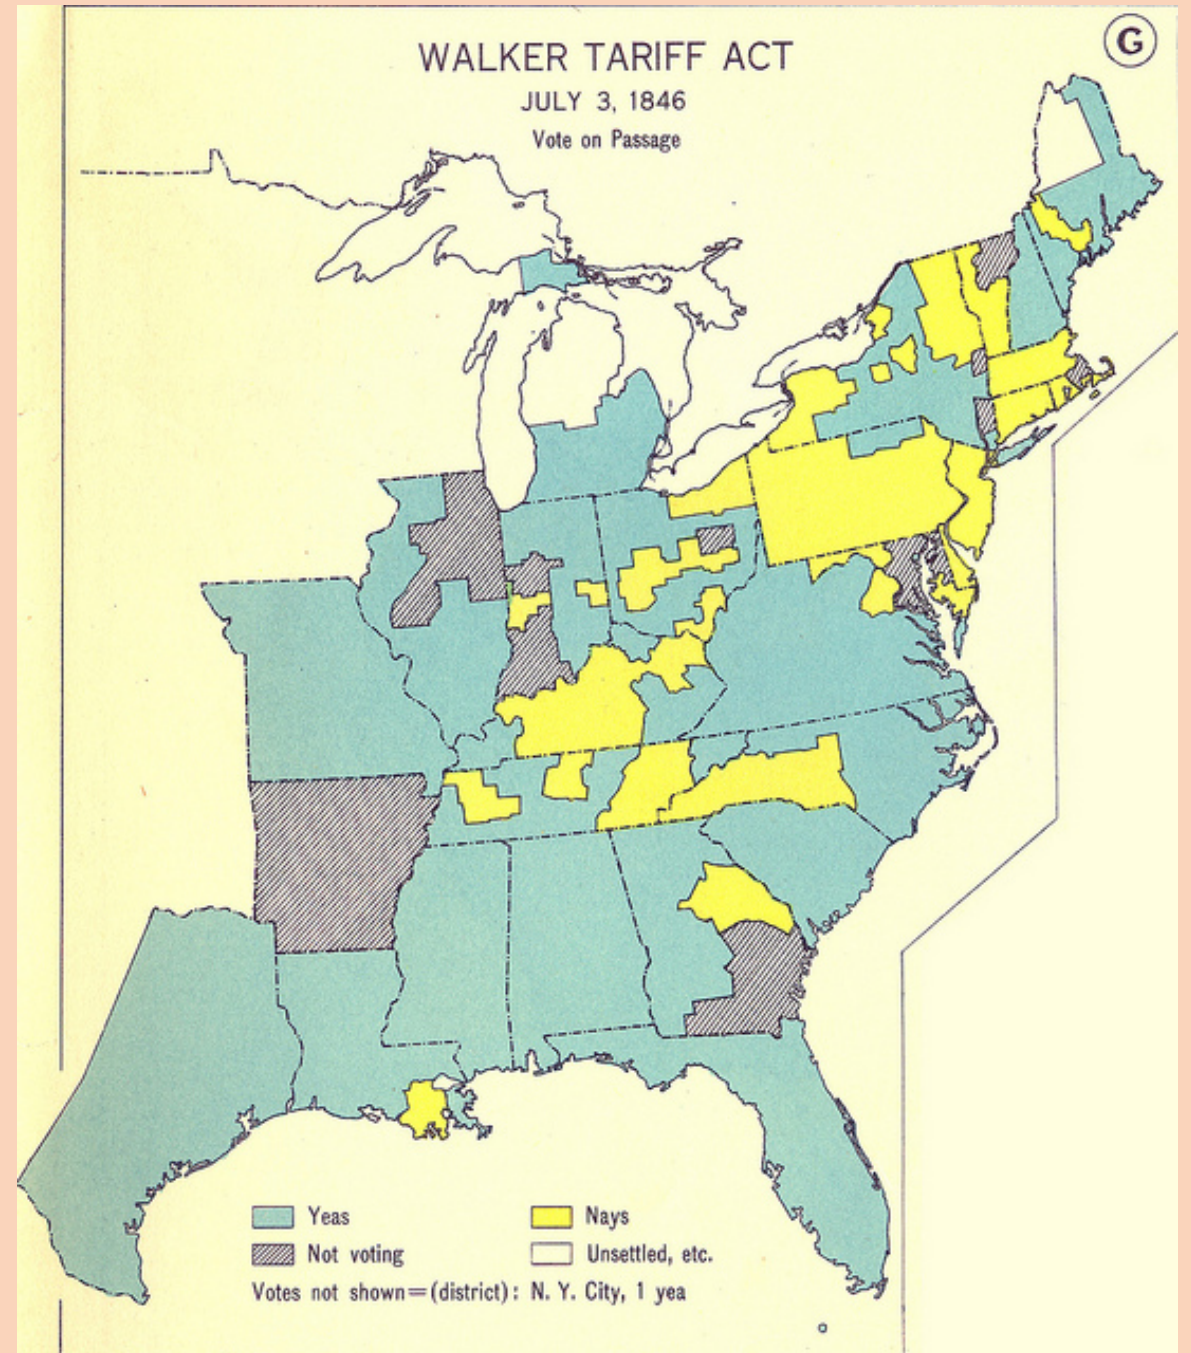 G
WALKER TARIFF ACT
JULY 3, 1846
Vote on Passage
Yeas
Nays
Not voting
Unsettled, etc.
Votes not shown=(district): N. Y. City, 1 yea